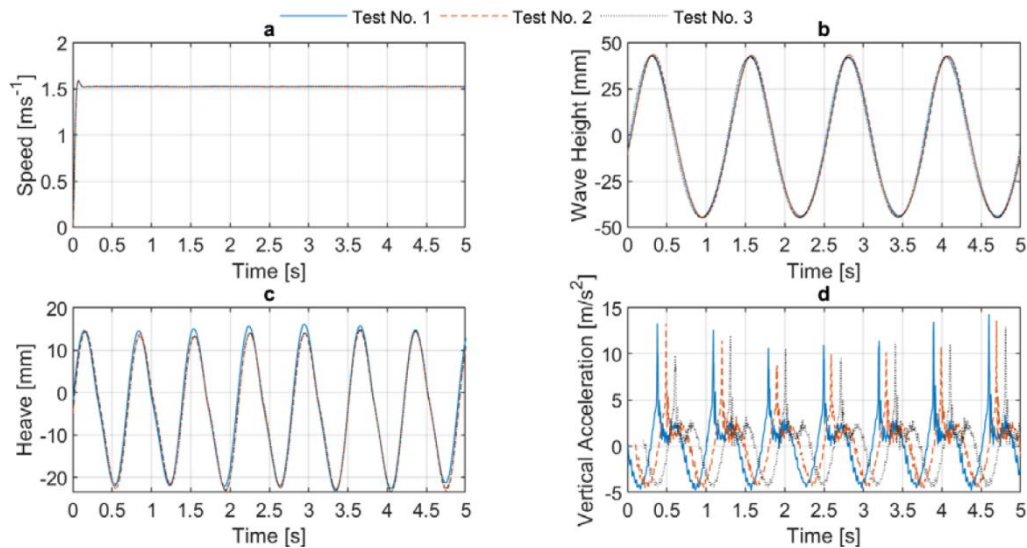 Test No. 1 Test No. 2 Test No. 3
a
Speed [ms⁻¹]
2
1.5
1
0.5
0
0 0.5 1 1.5 2 2.5 3 3.5 4 4.5 5
Time [s]
b
Wave Height [mm]
50
25
0
-25
-50
0 0.5 1 1.5 2 2.5 3 3.5 4 4.5 5
Time [s]
c
Heave [mm]
20
10
0
-10
-20
0 0.5 1 1.5 2 2.5 3 3.5 4 4.5 5
Time [s]
d
Vertical Acceleration [m/s²]
15
10
5
0
-5
0 0.5 1 1.5 2 2.5 3 3.5 4 4.5 5
Time [s]